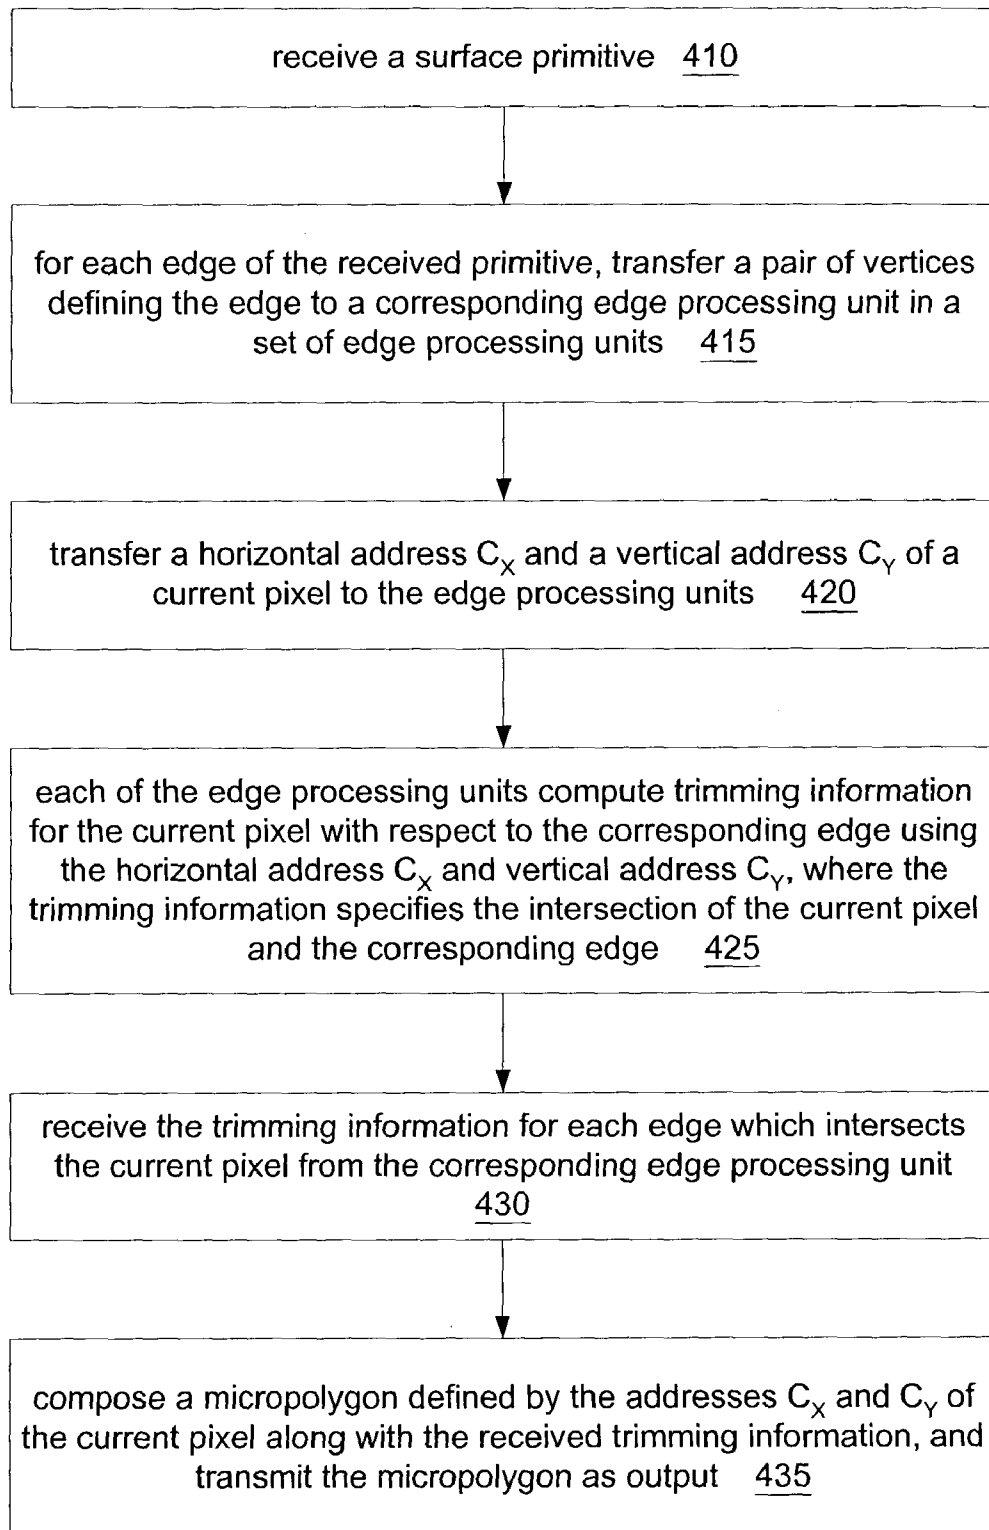 receive a surface primitive 410
for each edge of the received primitive, transfer a pair of vertices
defining the edge to a corresponding edge processing unit in a
set of edge processing units 415
transfer a horizontal address CX and a vertical address CY of a
current pixel to the edge processing units 420
each of the edge processing units compute trimming information
for the current pixel with respect to the corresponding edge using
the horizontal address CX and vertical address CY, where the
trimming information specifies the intersection of the current pixel
and the corresponding edge 425
receive the trimming information for each edge which intersects
the current pixel from the corresponding edge processing unit
430
compose a micropolygon defined by the addresses CX and CY of
the current pixel along with the received trimming information, and
transmit the micropolygon as output 435